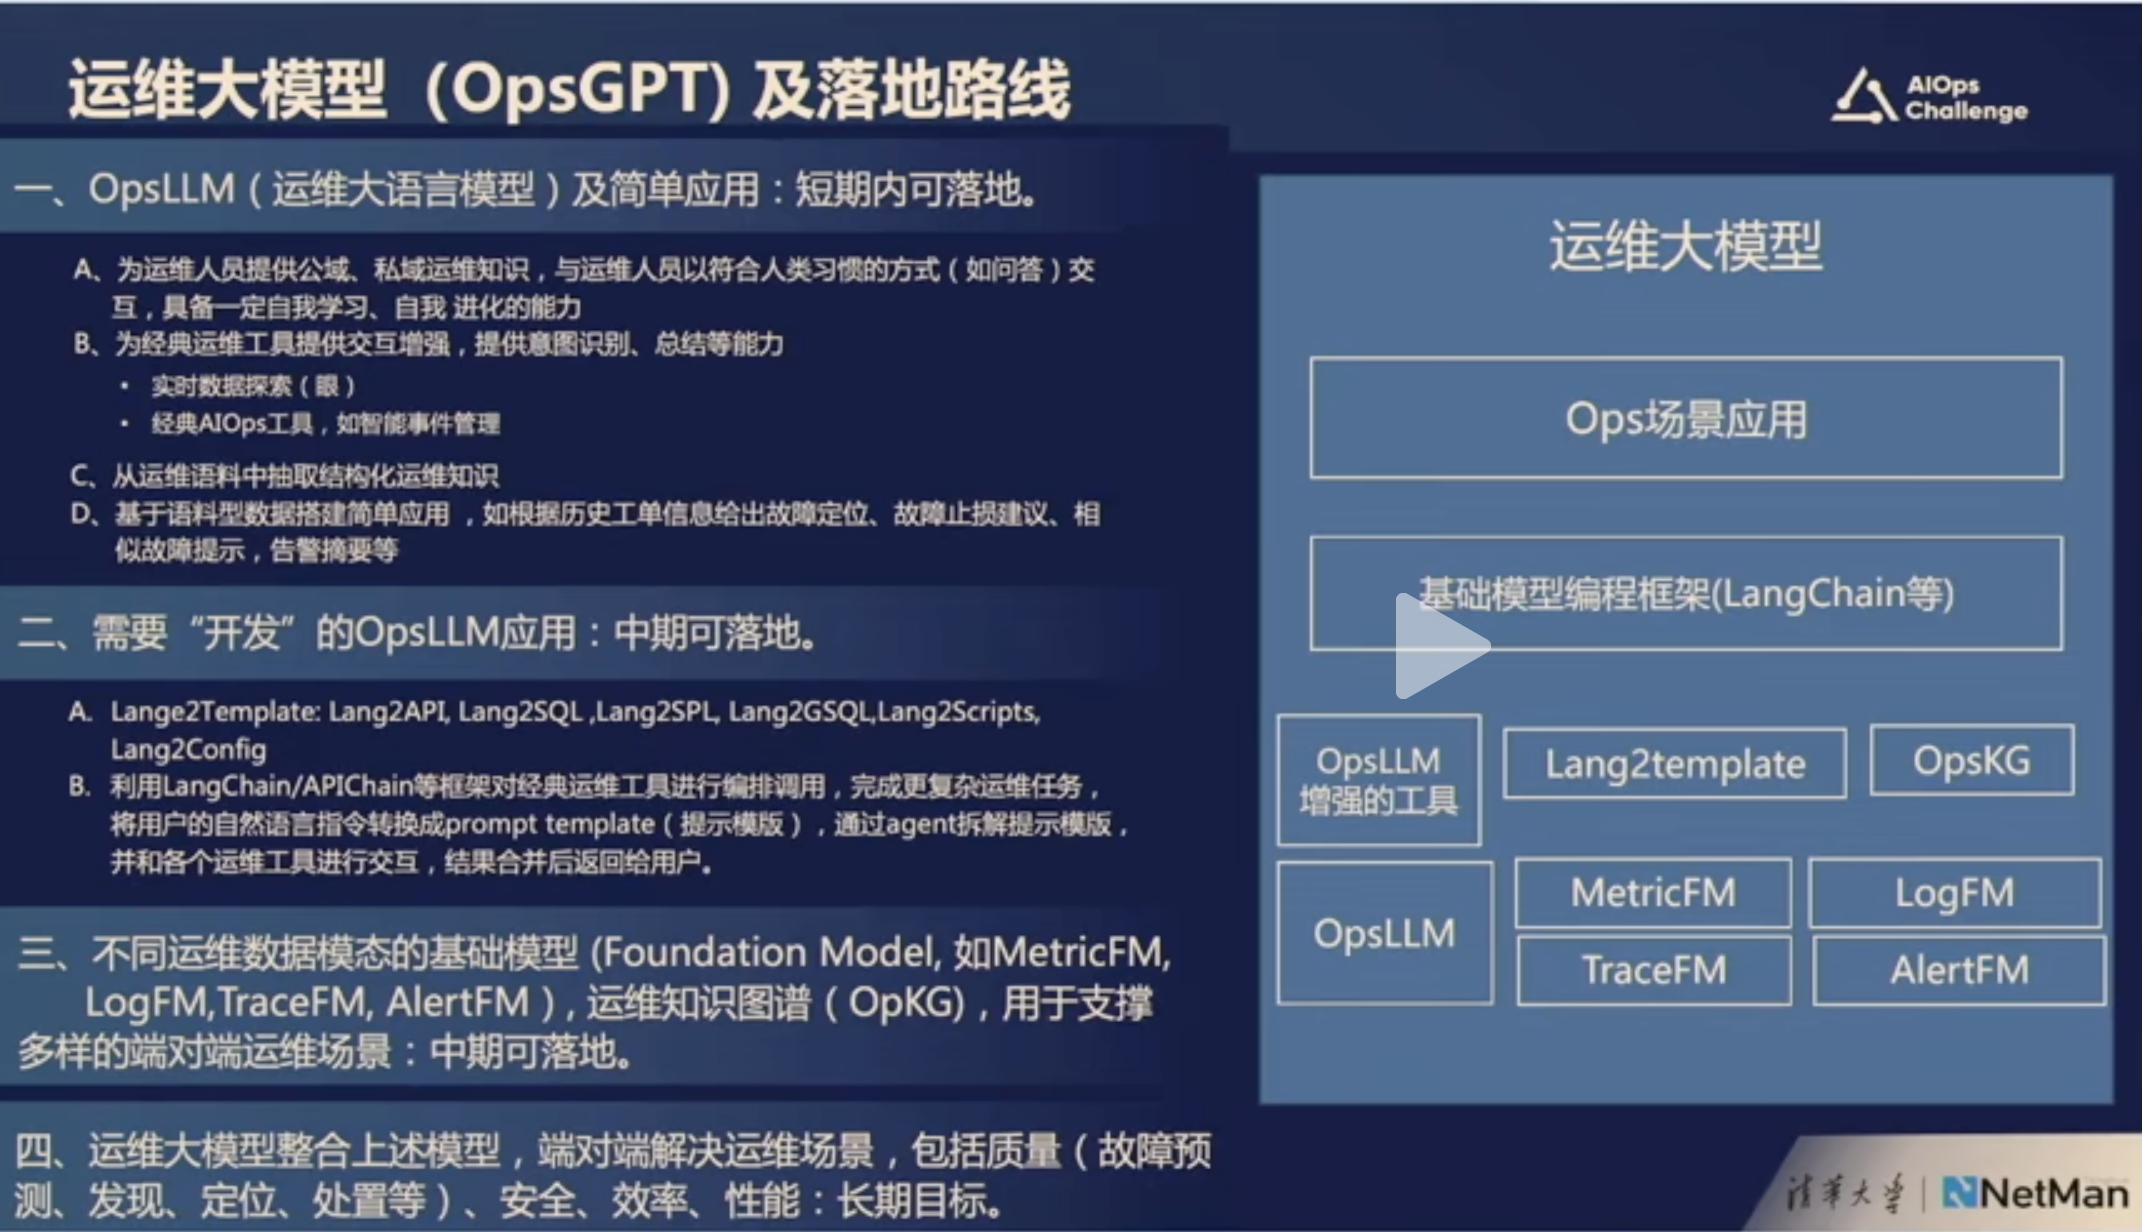 运维大模型（OpsGPT) 及落地路线
AIOps
Challenge
一、OpsLLM（运维大语言模型）及简单应用：短期内可落地。
A、为运维人员提供公域、私域运维知识，与运维人员以符合人类习惯的方式（如问答）交
互，具备一定自我学习、自我 进化的能力
B、为经典运维工具提供交互增强，提供意图识别、总结等能力
• 实时数据探索（眼）
• 经典AIOps工具，如智能事件管理
C、从运维语料中抽取结构化运维知识
D、基于语料型数据搭建简单应用 ，如根据历史工单信息给出故障定位、故障止损建议、相
似故障提示，告警摘要等
二、需要“开发”的OpsLLM应用：中期可落地。
A. Lange2Template: Lang2API, Lang2SQL ,Lang2SPL, Lang2GSQL,Lang2Scripts,
Lang2Config
B. 利用LangChain/APIChain等框架对经典运维工具进行编排调用，完成更复杂运维任务，
将用户的自然语言指令转换成prompt template（提示模版），通过agent拆解提示模版，
并和各个运维工具进行交互，结果合并后返回给用户。
三、不同运维数据模态的基础模型 (Foundation Model, 如MetricFM,
LogFM,TraceFM, AlertFM ），运维知识图谱（OpKG)，用于支撑
多样的端对端运维场景：中期可落地。
四、运维大模型整合上述模型，端对端解决运维场景，包括质量（故障预
测、发现、定位、处置等）、安全、效率、性能：长期目标。
运维大模型
Ops场景应用
基础模型编程框架(LangChain等)
OpsLLM
增强的工具
Lang2template
OpsKG
OpsLLM
MetricFM
LogFM
TraceFM
AlertFM
清华大学
NetMan